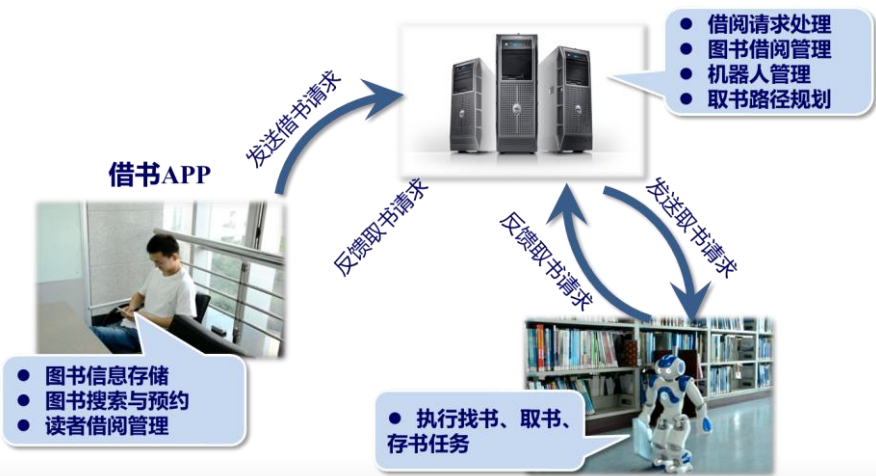 ● 借阅请求处理
● 图书借阅管理
● 机器人管理
● 取书路径规划
发送借书请求
借书APP
反馈取书请求
反馈取书请求
发送取书请求
● 图书信息存储
● 图书搜索与预约
● 读者借阅管理
● 执行找书、取书、
存书任务